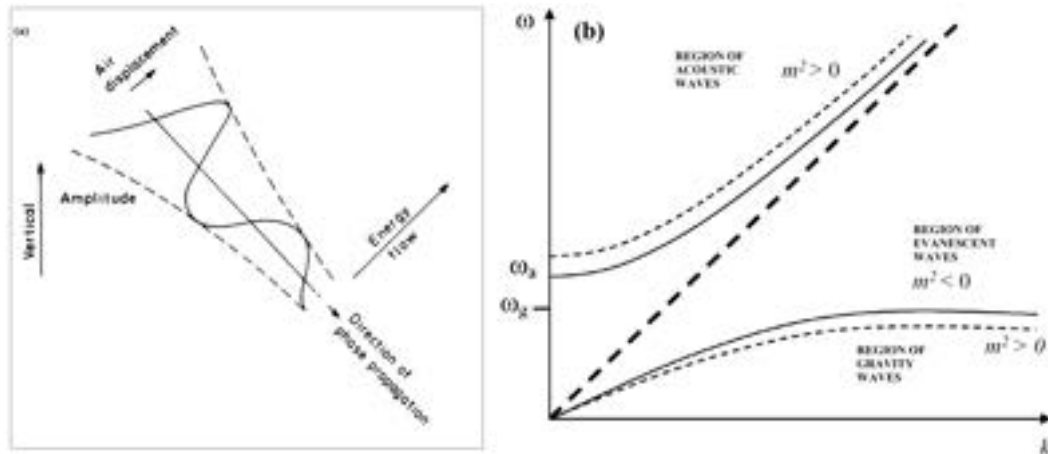 (a)
Air
displacement
Amplitude
Vertical
Energy
flow
Direction of
phase propagation
ω
(b)
REGION OF
ACOUSTIC
WAVES
m² > 0
REGION OF
EVANESCENT
WAVES
m² < 0
ωa
ωg
m² > 0
REGION OF
GRAVITY
WAVES
k